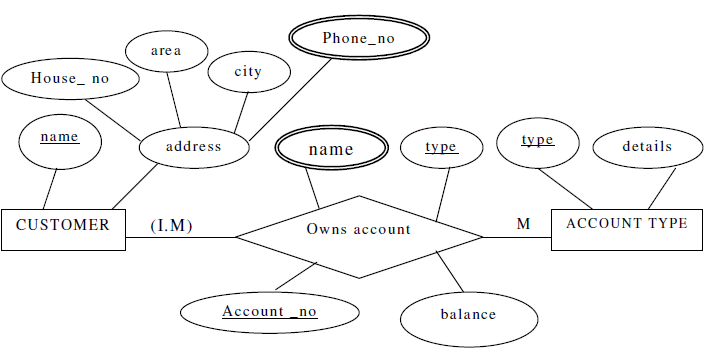 Phone_no
area
city
House_ no
name
address
name
type
type
details
CUSTOMER
(I.M)
Owns account
M
ACCOUNT TYPE
Account _no
balance